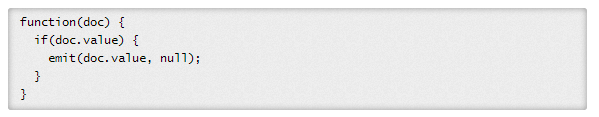 function(doc) {
  if(doc.value) {
    emit(doc.value, null);
  }
}